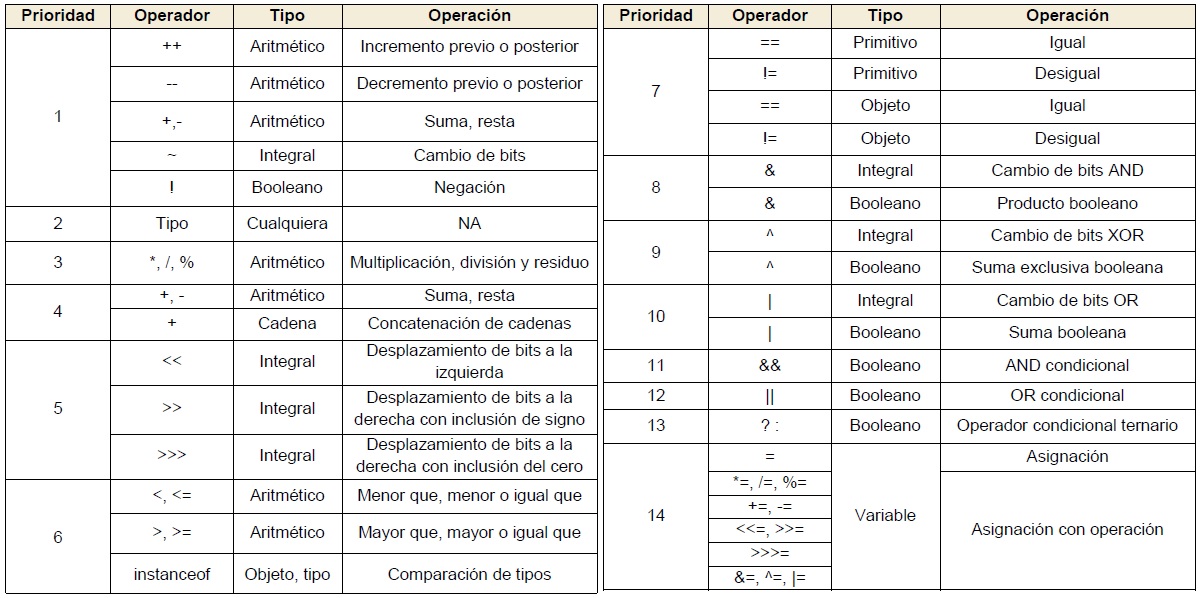 Prioridad Operador Tipo Operación
1 ++ Aritmético Incremento previo o posterior
-- Aritmético Decremento previo o posterior
+,- Aritmético Suma, resta
~ Integral Cambio de bits
! Booleano Negación
2 Tipo Cualquiera NA
3 *, /, % Aritmético Multiplicación, división y residuo
4 +, - Aritmético Suma, resta
+ Cadena Concatenación de cadenas
5 << Integral Desplazamiento de bits a la
izquierda
>> Integral Desplazamiento de bits a la
derecha con inclusión de signo
>>> Integral Desplazamiento de bits a la
derecha con inclusión del cero
6 <, <= Aritmético Menor que, menor o igual que
>, >= Aritmético Mayor que, mayor o igual que
instanceof Objeto, tipo Comparación de tipos
Prioridad Operador Tipo Operación
7 == Primitivo Igual
!= Primitivo Desigual
== Objeto Igual
!= Objeto Desigual
8 & Integral Cambio de bits AND
& Booleano Producto booleano
9 ^ Integral Cambio de bits XOR
^ Booleano Suma exclusiva booleana
10 | Integral Cambio de bits OR
| Booleano Suma booleana
11 && Booleano AND condicional
12 || Booleano OR condicional
13 ? : Booleano Operador condicional ternario
14 = Variable Asignación
*=, /=, %= Asignación con operación
+=, -=
<<=, >>=
>>>=
&=, ^=, |=